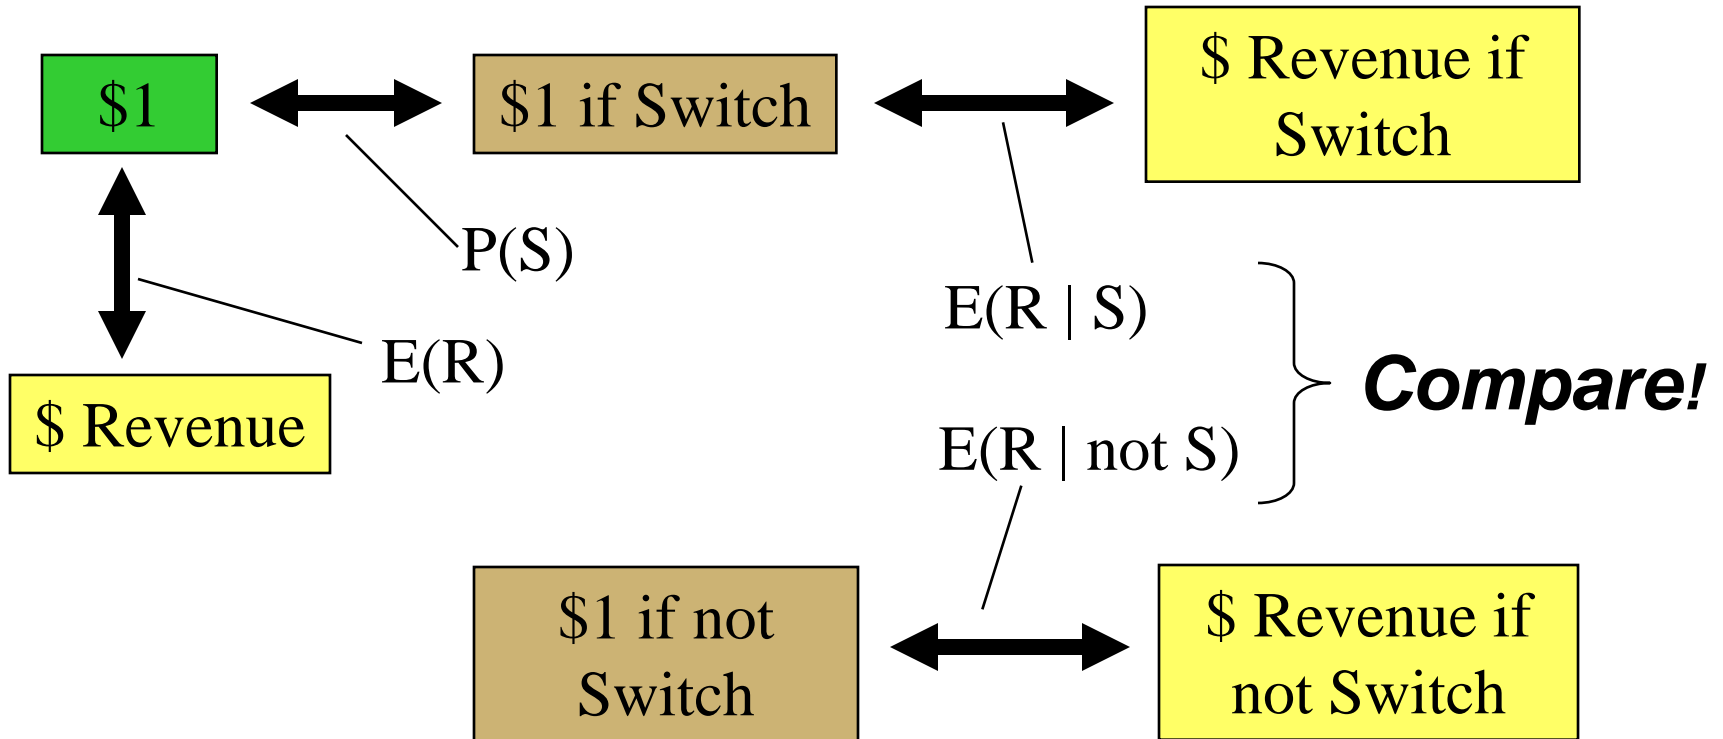 $1
$1 if Switch
$ Revenue if
Switch
P(S)
E(R | S)
E(R)
Compare!
$ Revenue
E(R | not S)
$1 if not
Switch
$ Revenue if
not Switch